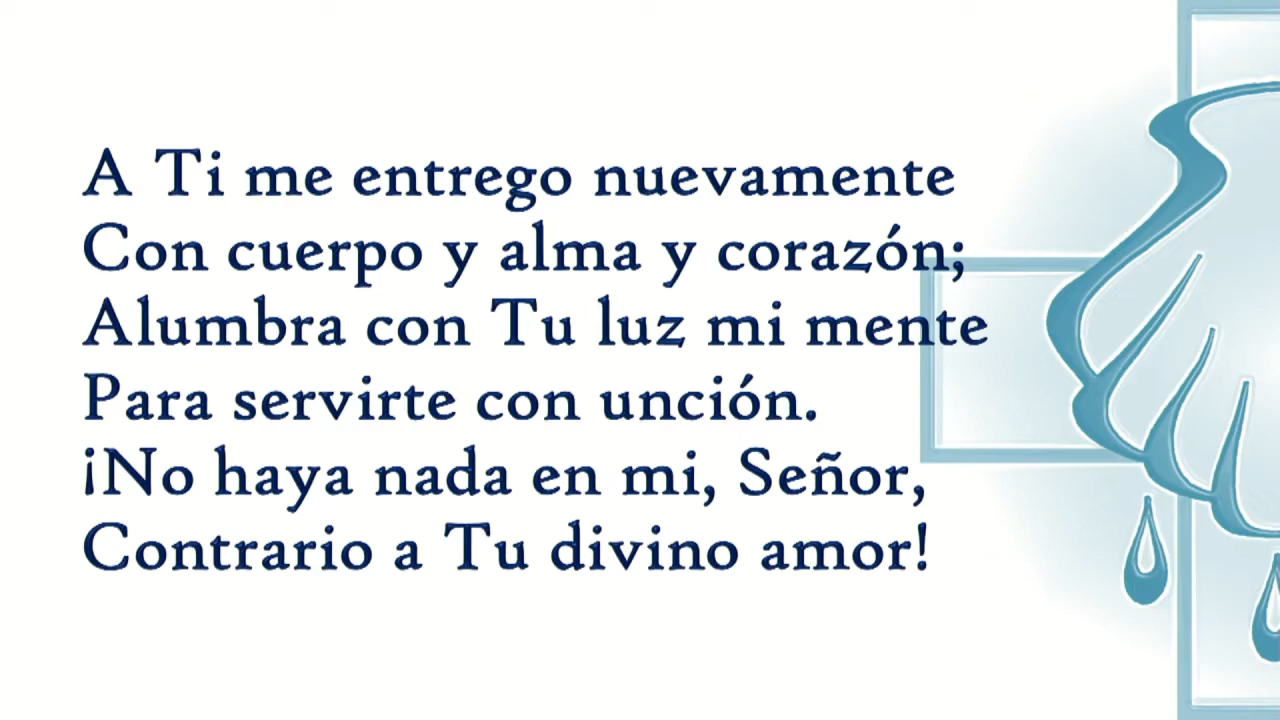 A Ti me entrego nuevamente
Con cuerpo y alma y corazón;
Alumbra con Tu luz mi mente
Para servirte con unción.
¡No haya nada en mi, Señor,
Contrario a Tu divino amor!